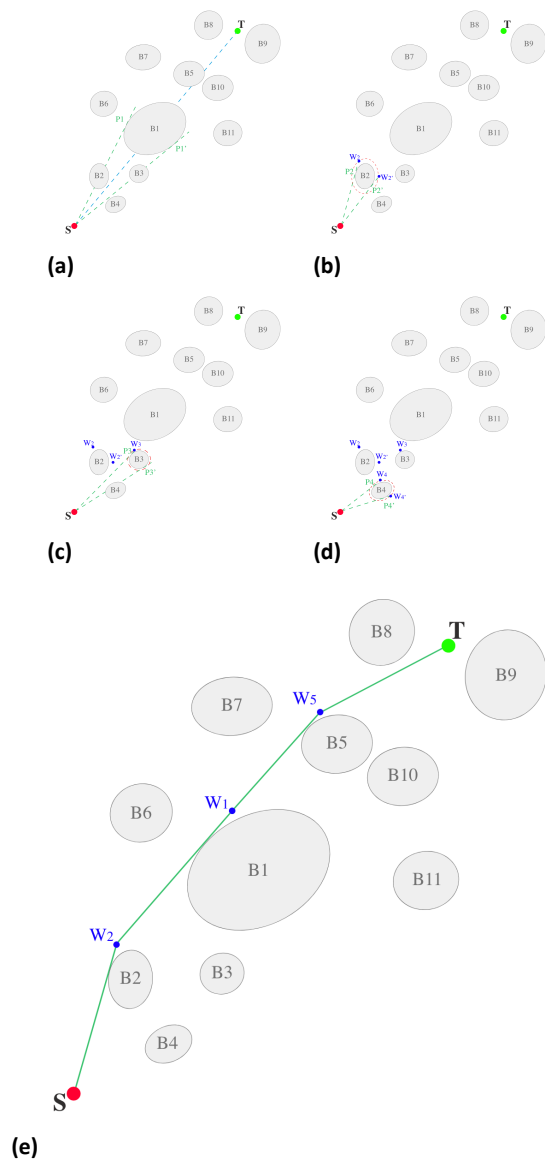 B8 T B9
B7 B5 B10
B6 P1 B1 P1' B11
B2 B3
B4
S
(a)
B8 T B9
B7 B5 B10
B6 B1 B11
W2 B2 P2 W2' P2' B3
B4
S
(b)
B8 T B9
B7 B5 B10
B6 B1 B11
W2 B2 W2' P3 W3 B3 P3'
B4
S
(c)
B8 T B9
B7 B5 B10
B6 B1 B11
W2 B2 W2' W3 B3
P4 W4 B4 W4' P4'
S
(d)
B8 T
B9
B7 W5
B5
B10
B6 W1
B1 B11
W2
B2 B3
B4
S
(e)